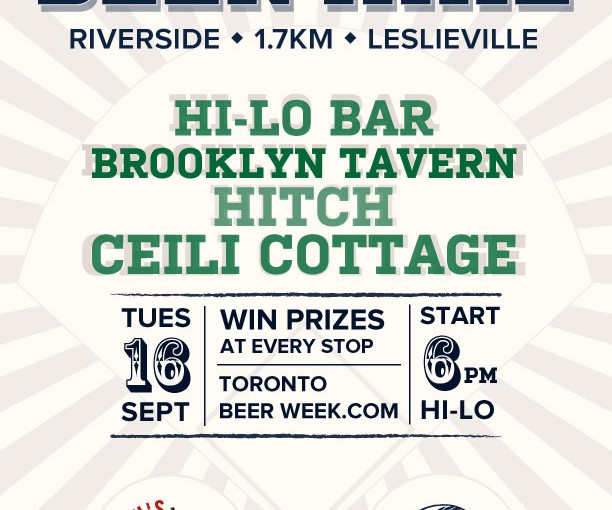 RIVERSIDE ◆ 1.7KM ◆ LESLIEVILLE
HI-LO BAR
BROOKLYN TAVERN
HITCH
CEILI COTTAGE
TUES
16
SEPT
WIN PRIZES
AT EVERY STOP
TORONTO
BEER WEEK.COM
START
6PM
HI-LO